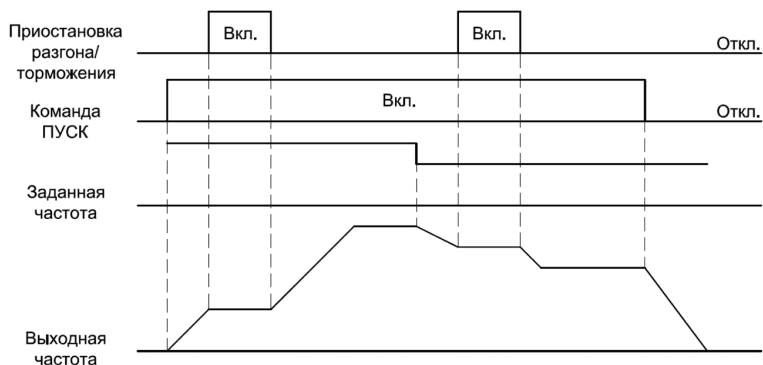 Приостановка
разгона/
торможения
Вкл.
Вкл.
Откл.
Команда
ПУСК
Вкл.
Откл.
Заданная
частота
Выходная
частота